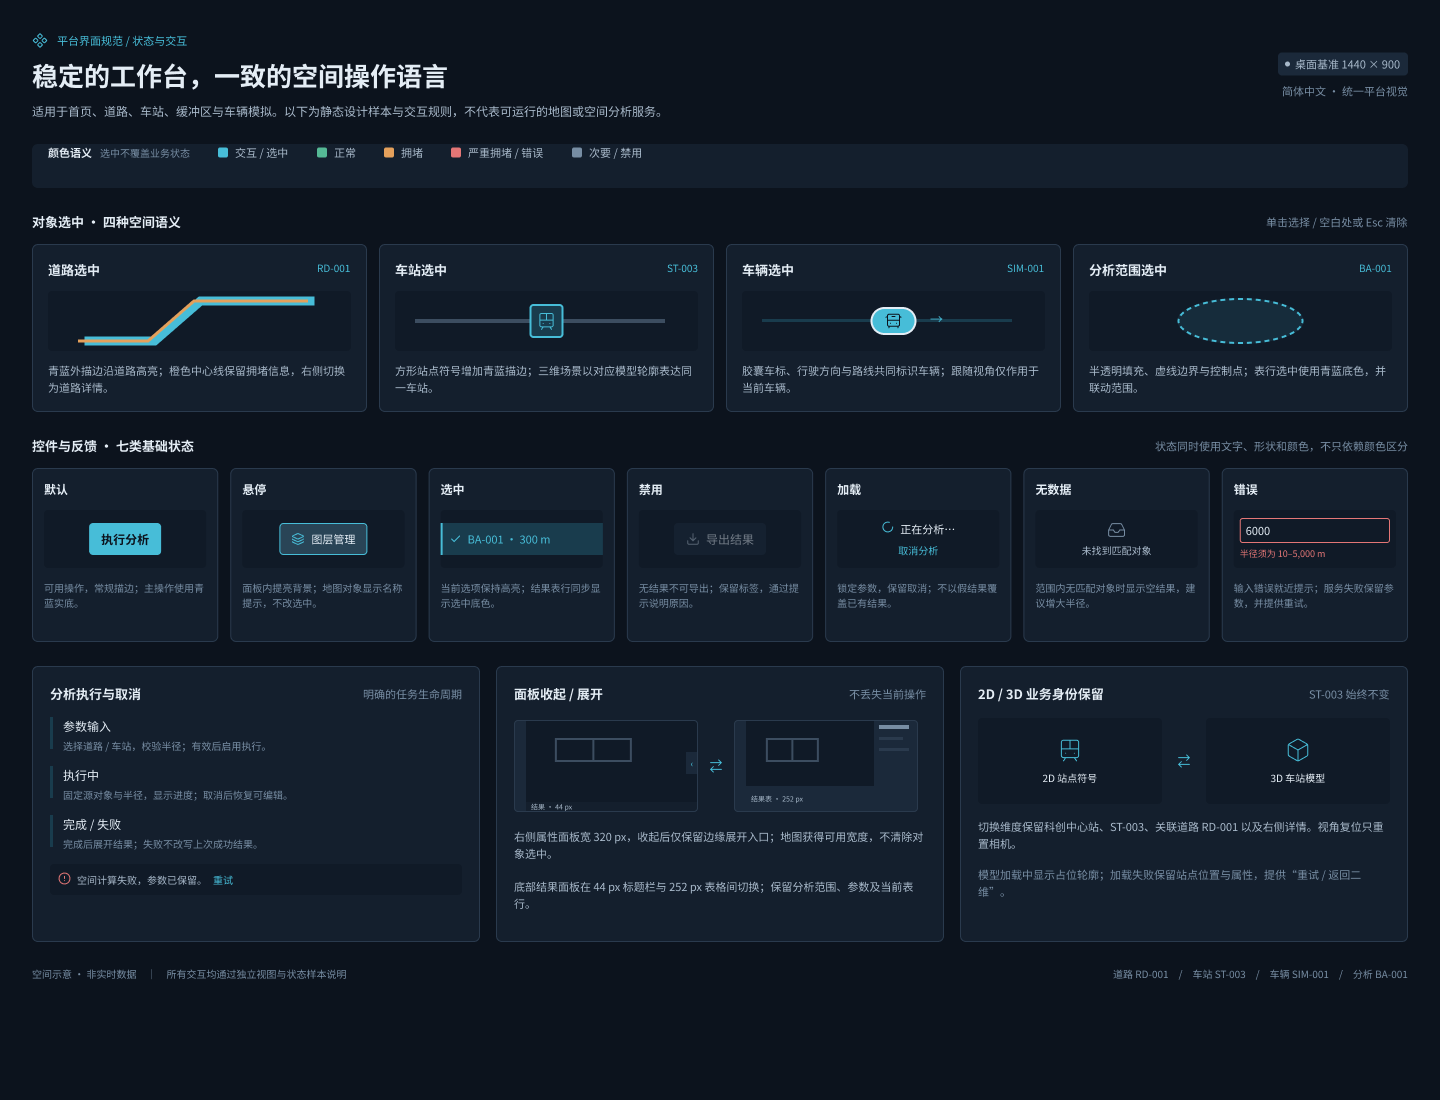 平台界面规范 / 状态与交互
稳定的工作台，一致的空间操作语言
适用于首页、道路、车站、缓冲区与车辆模拟。以下为静态设计样本与交互规则，不代表可运行的地图或空间分析服务。
桌面基准 1440 × 900
简体中文 · 统一平台视觉
颜色语义 选中不覆盖业务状态 交互 / 选中 正常 拥堵 严重拥堵 / 错误 次要 / 禁用
对象选中 · 四种空间语义
单击选择 / 空白处或 Esc 清除
道路选中 RD-001
青蓝外描边沿道路高亮；橙色中心线保留拥堵信息，右侧切换
为道路详情。
车站选中 ST-003
方形站点符号增加青蓝描边；三维场景以对应模型轮廓表达同
一车站。
车辆选中 SIM-001
胶囊车标、行驶方向与路线共同标识车辆；跟随视角仅作用于
当前车辆。
分析范围选中 BA-001
半透明填充、虚线边界与控制点；表行选中使用青蓝底色，并
联动范围。
控件与反馈 · 七类基础状态
状态同时使用文字、形状和颜色，不只依赖颜色区分
默认
执行分析
可用操作，常规描边；主操作使用青
蓝实底。
悬停
图层管理
面板内提亮背景；地图对象显示名称
提示，不改选中。
选中
BA-001 · 300 m
当前选项保持高亮；结果表行同步显
示选中底色。
禁用
导出结果
无结果不可导出；保留标签，通过提
示说明原因。
加载
正在分析…
取消分析
锁定参数，保留取消；不以假结果覆
盖已有结果。
无数据
未找到匹配对象
范围内无匹配对象时显示空结果，建
议增大半径。
错误
6000
半径须为 10–5,000 m
输入错误就近提示；服务失败保留参
数，并提供重试。
分析执行与取消 明确的任务生命周期
参数输入
选择道路 / 车站，校验半径；有效后启用执行。
执行中
固定源对象与半径，显示进度；取消后恢复可编辑。
完成 / 失败
完成后展开结果；失败不改写上次成功结果。
空间计算失败，参数已保留。 重试
面板收起 / 展开 不丢失当前操作
‹
结果 · 44 px
结果表 · 252 px
右侧属性面板宽 320 px，收起后仅保留边缘展开入口；地图获得可用宽度，不清除对
象选中。
底部结果面板在 44 px 标题栏与 252 px 表格间切换；保留分析范围、参数及当前表
行。
2D / 3D 业务身份保留 ST-003 始终不变
2D 站点符号
3D 车站模型
切换维度保留科创中心站、ST-003、关联道路 RD-001 以及右侧详情。视角复位只重
置相机。
模型加载中显示占位轮廓；加载失败保留站点位置与属性，提供“重试 / 返回二
维”。
空间示意 · 非实时数据 | 所有交互均通过独立视图与状态样本说明
道路 RD-001 / 车站 ST-003 / 车辆 SIM-001 / 分析 BA-001